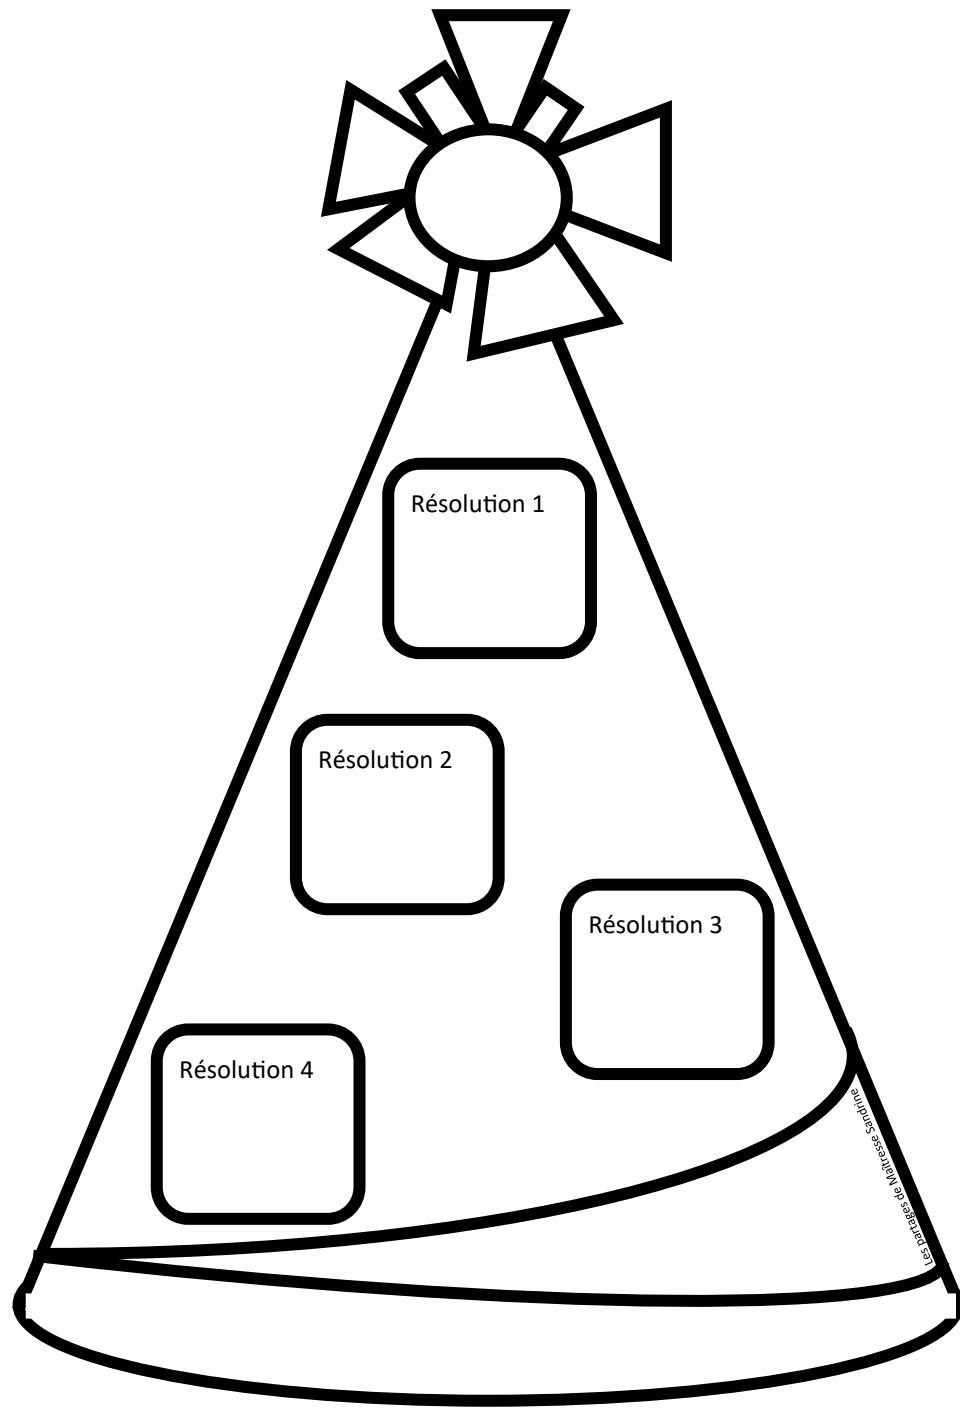 Résolution 1
Résolution 2
Résolution 3
Résolution 4
Les partages de Maîtresse Sandrine